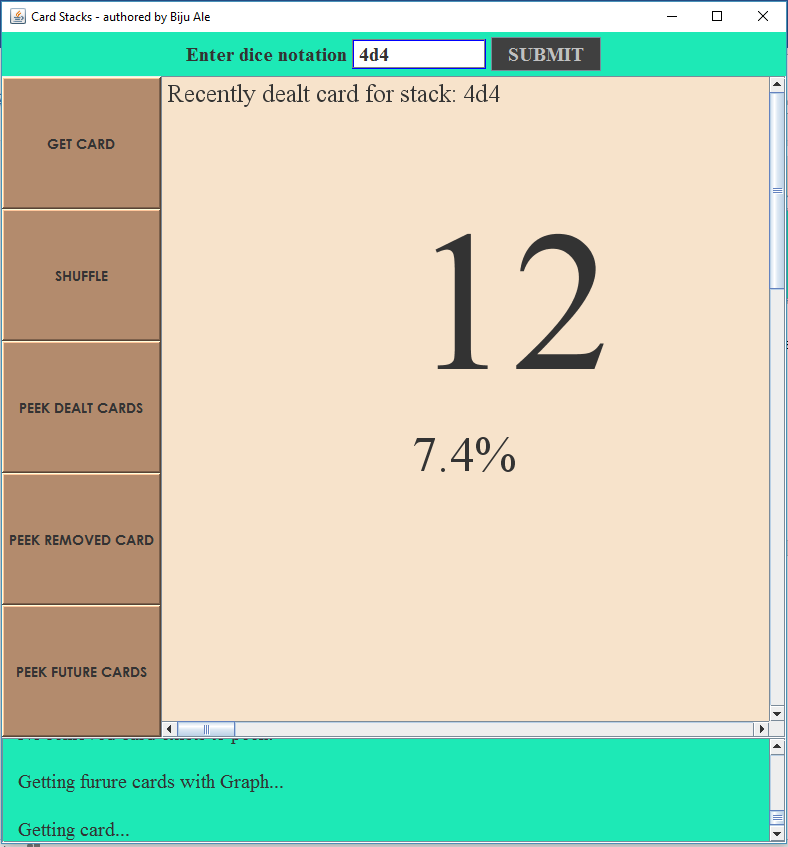 Card Stacks - authored by Biju Ale
Enter dice notation 4d4 SUBMIT
GET CARD
SHUFFLE
PEEK DEALT CARDS
PEEK REMOVED CARD
PEEK FUTURE CARDS
Recently dealt card for stack: 4d4
12
7.4%
Getting furure cards with Graph...
Getting card...